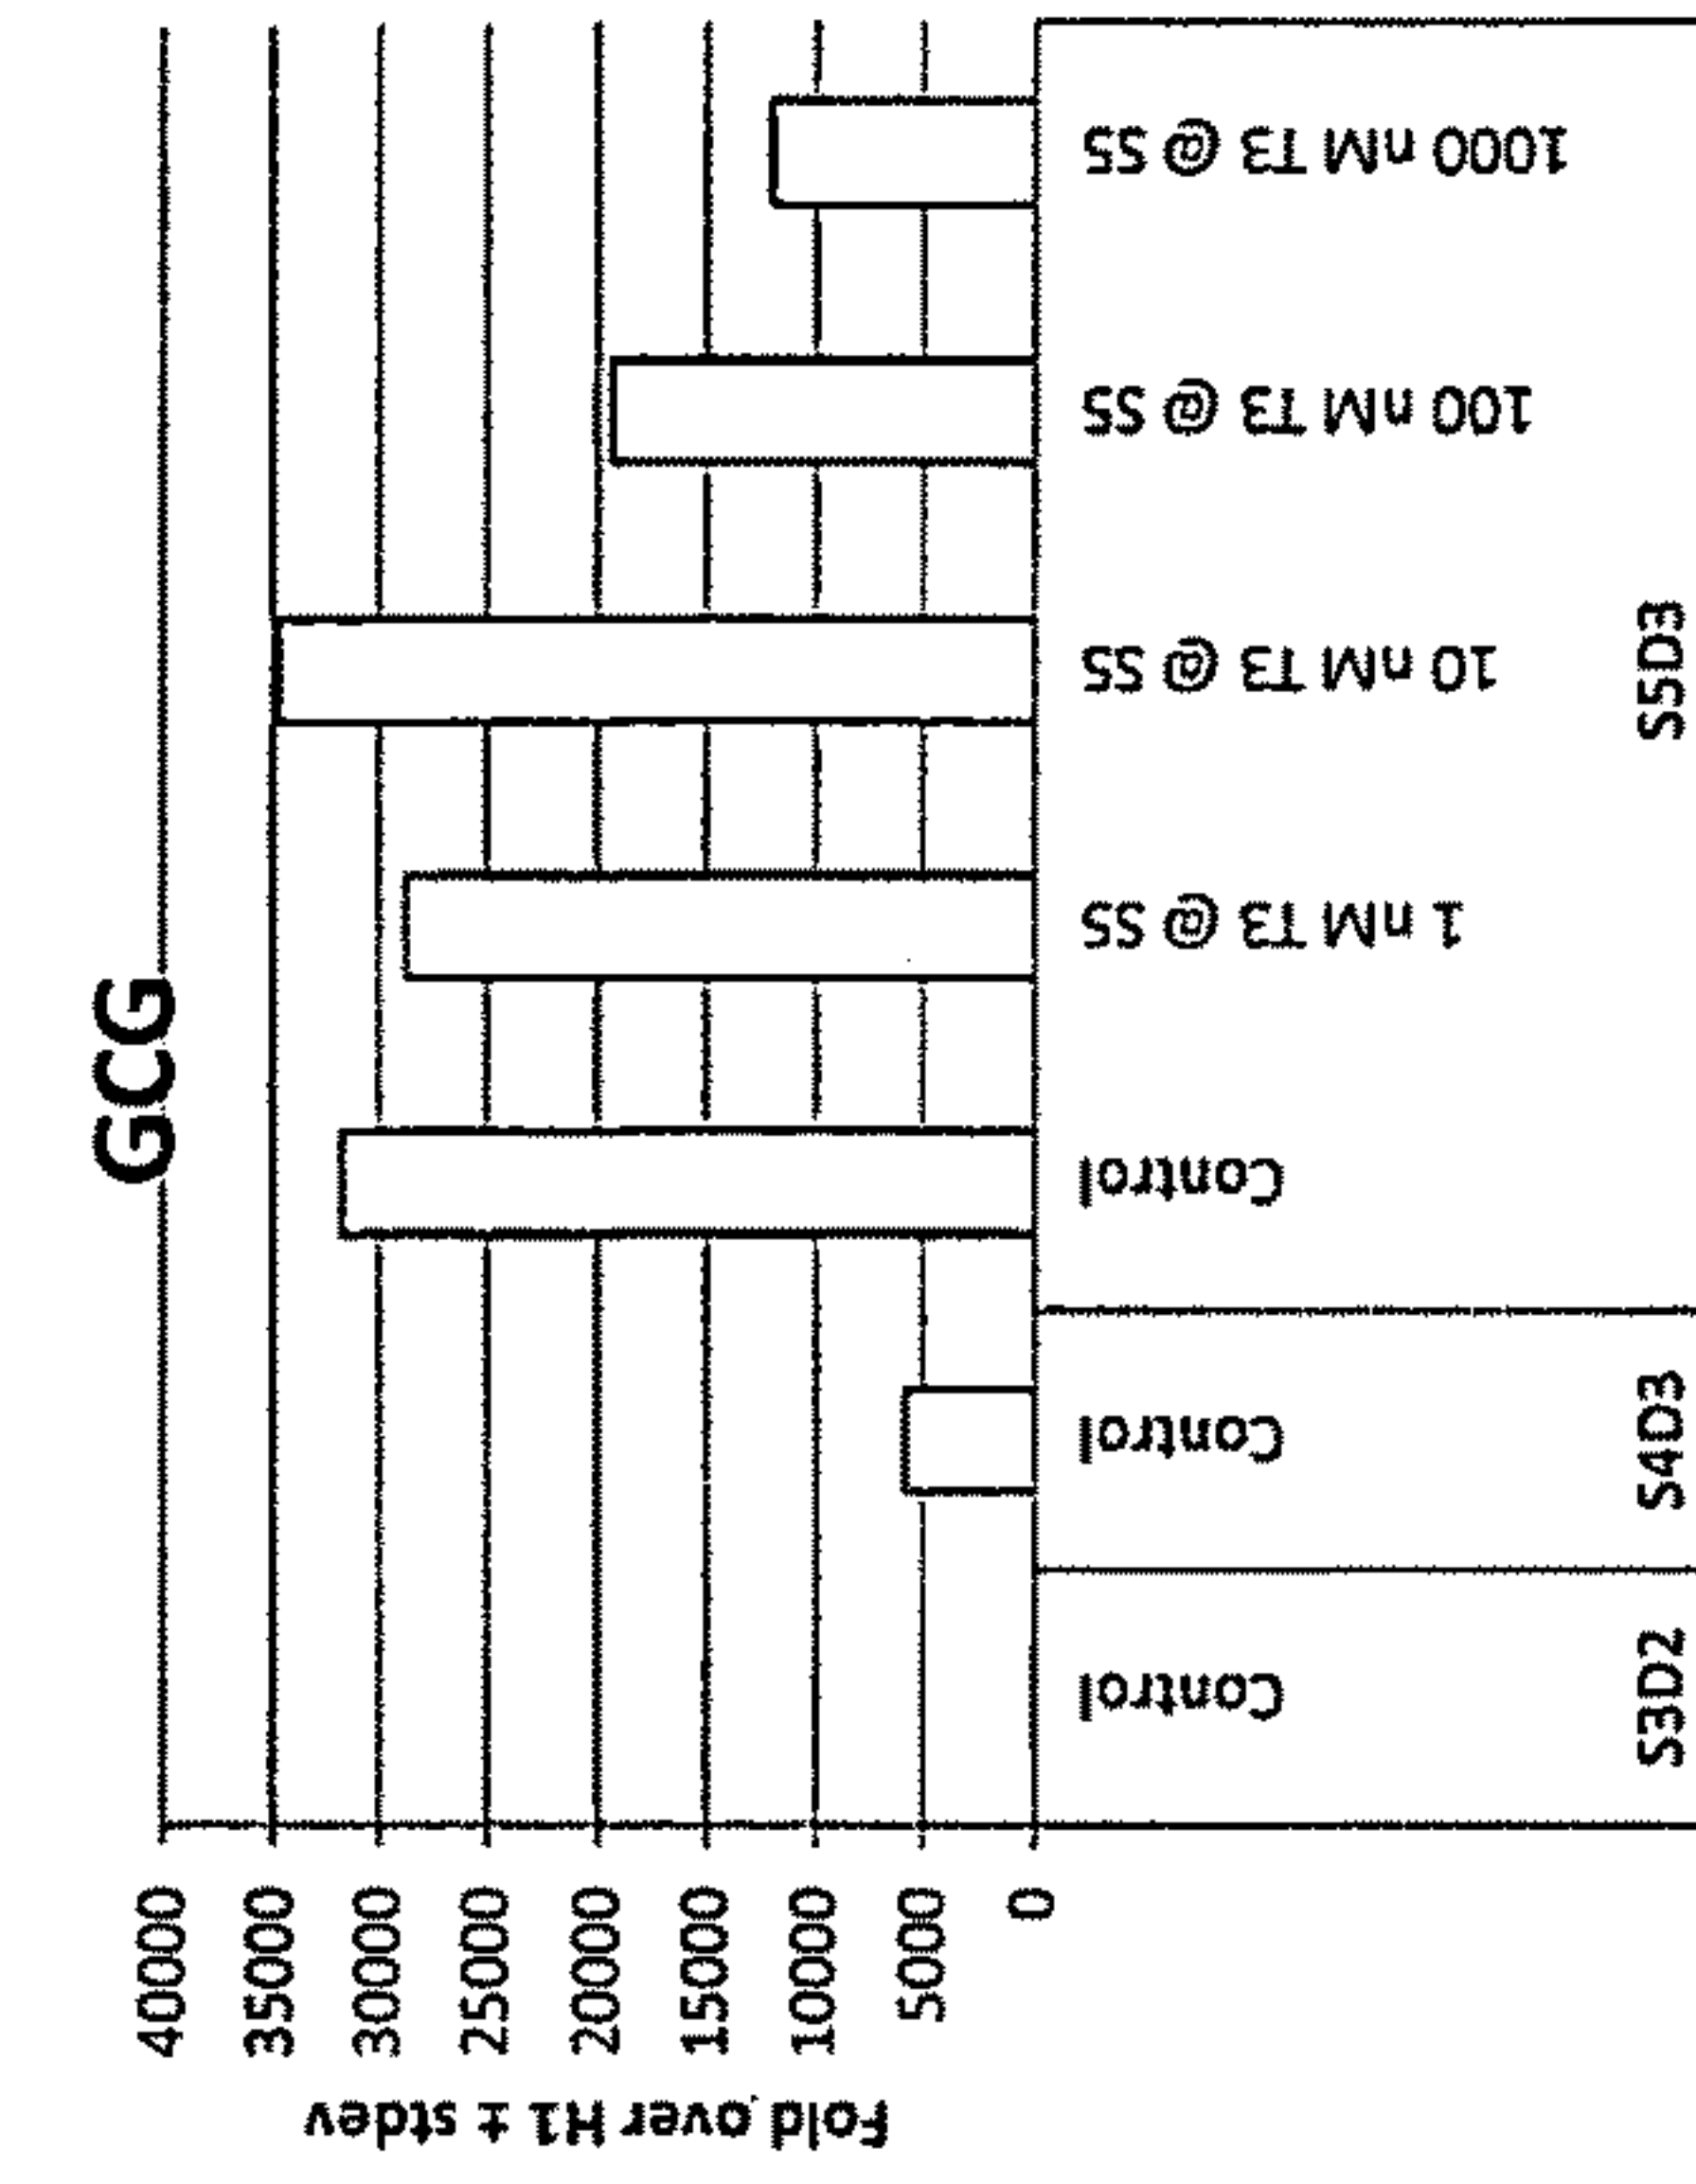 GCG
Fold over H1 ± stdev
40000
35000
30000
25000
20000
15000
10000
5000
0
Control
Control
Control
1 nM T3 @ S5
10 nM T3 @ S5
100 nM T3 @ S5
1000 nM T3 @ S5
S3D2
S4D3
S5D3